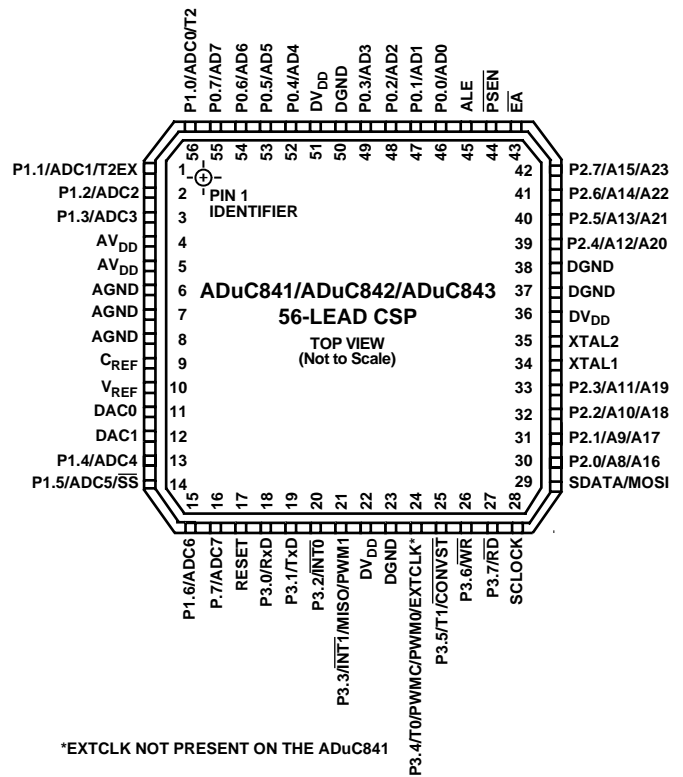 P1.0/ADC0/T2
P0.7/AD7
P0.6/AD6
P0.5/AD5
P0.4/AD4
DVDD
DGND
P0.3/AD3
P0.2/AD2
P0.1/AD1
P0.0/AD0
ALE
PSEN
EA
56
55
54
53
52
51
50
49
48
47
46
45
44
43
P1.1/ADC1/T2EX 1
P1.2/ADC2 2
P1.3/ADC3 3
AVDD 4
AVDD 5
AGND 6
AGND 7
AGND 8
CREF 9
VREF 10
DAC0 11
DAC1 12
P1.4/ADC4 13
P1.5/ADC5/SS 14
PIN 1
IDENTIFIER
ADuC841/ADuC842/ADuC843
56-LEAD CSP
TOP VIEW
(Not to Scale)
42 P2.7/A15/A23
41 P2.6/A14/A22
40 P2.5/A13/A21
39 P2.4/A12/A20
38 DGND
37 DGND
36 DVDD
35 XTAL2
34 XTAL1
33 P2.3/A11/A19
32 P2.2/A10/A18
31 P2.1/A9/A17
30 P2.0/A8/A16
29 SDATA/MOSI
15
16
17
18
19
20
21
22
23
24
25
26
27
28
P1.6/ADC6
P.7/ADC7
RESET
P3.0/RxD
P3.1/TxD
P3.2/INT0
P3.3/INT1/MISO/PWM1
DVDD
DGND
P3.4/T0/PWMC/PWM0/EXTCLK*
P3.5/T1/CONVST
P3.6/WR
P3.7/RD
SCLOCK
*EXTCLK NOT PRESENT ON THE ADuC841